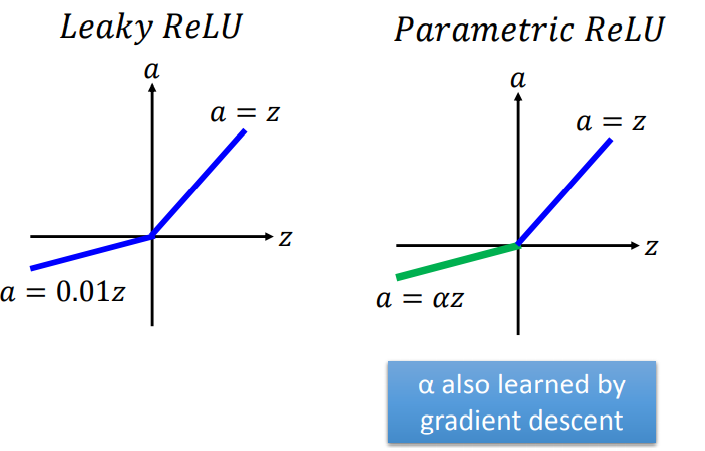 Leaky ReLU
a
a = z
z
a = 0.01z
Parametric ReLU
a
a = z
z
a = αz
α also learned by
gradient descent